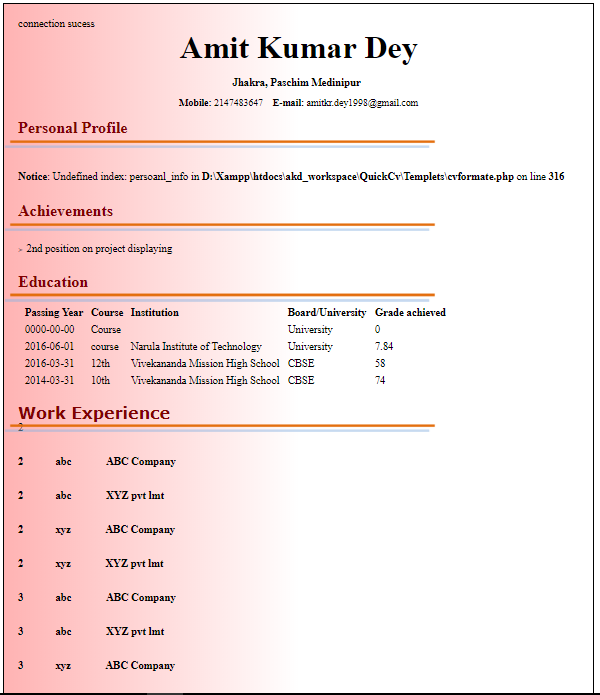 connection sucess
Amit Kumar Dey
Jhakra, Paschim Medinipur
Mobile: 2147483647 E-mail: amitkr.dey1998@gmail.com
Personal Profile
Notice: Undefined index: persoanl_info in D:\Xampp\htdocs\akd_workspace\QuickCv\Templets\cvformate.php on line 316
Achievements
> 2nd position on project displaying
Education
Passing Year Course Institution Board/University Grade achieved
0000-00-00 Course University 0
2016-06-01 course Narula Institute of Technology University 7.84
2016-03-31 12th Vivekananda Mission High School CBSE 58
2014-03-31 10th Vivekananda Mission High School CBSE 74
Work Experience
2
2 abc ABC Company
2 abc XYZ pvt lmt
2 xyz ABC Company
2 xyz XYZ pvt lmt
3 abc ABC Company
3 abc XYZ pvt lmt
3 xyz ABC Company